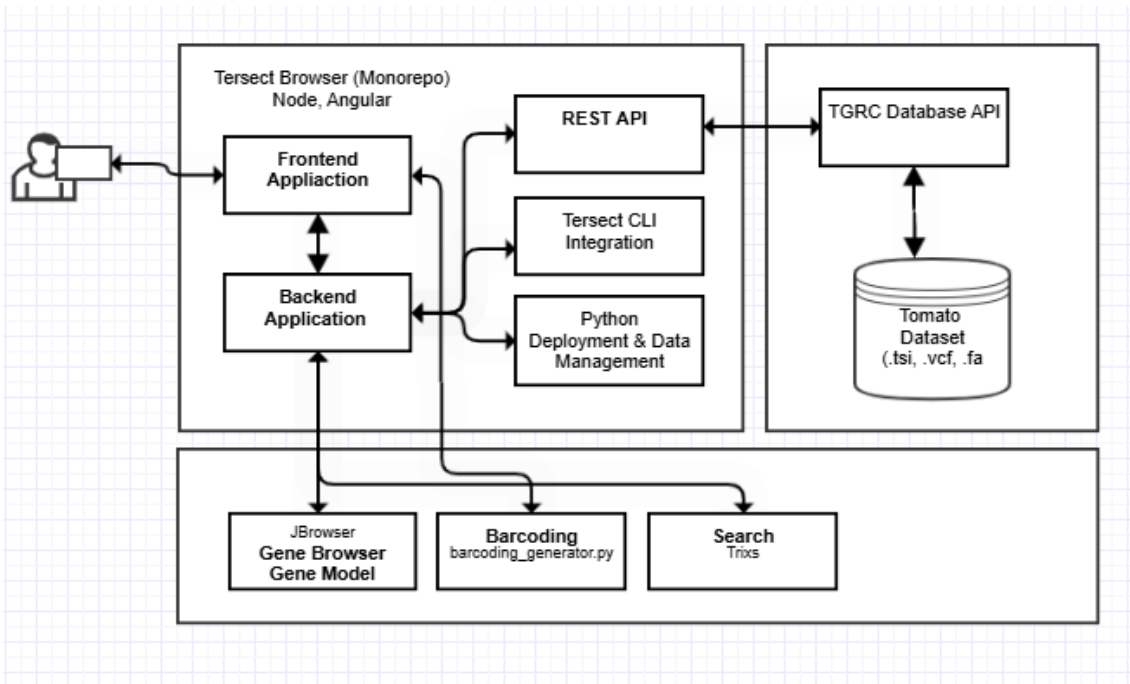 Tersect Browser (Monorepo)
Node, Angular
Frontend
Appliaction
Backend
Application
REST API
Tersect CLI
Integration
Python
Deployment & Data
Management
TGRC Database API
Tomato
Dataset
(.tsi, .vcf, .fa
JBrowser
Gene Browser
Gene Model
Barcoding
barcoding_generator.py
Search
Trixs